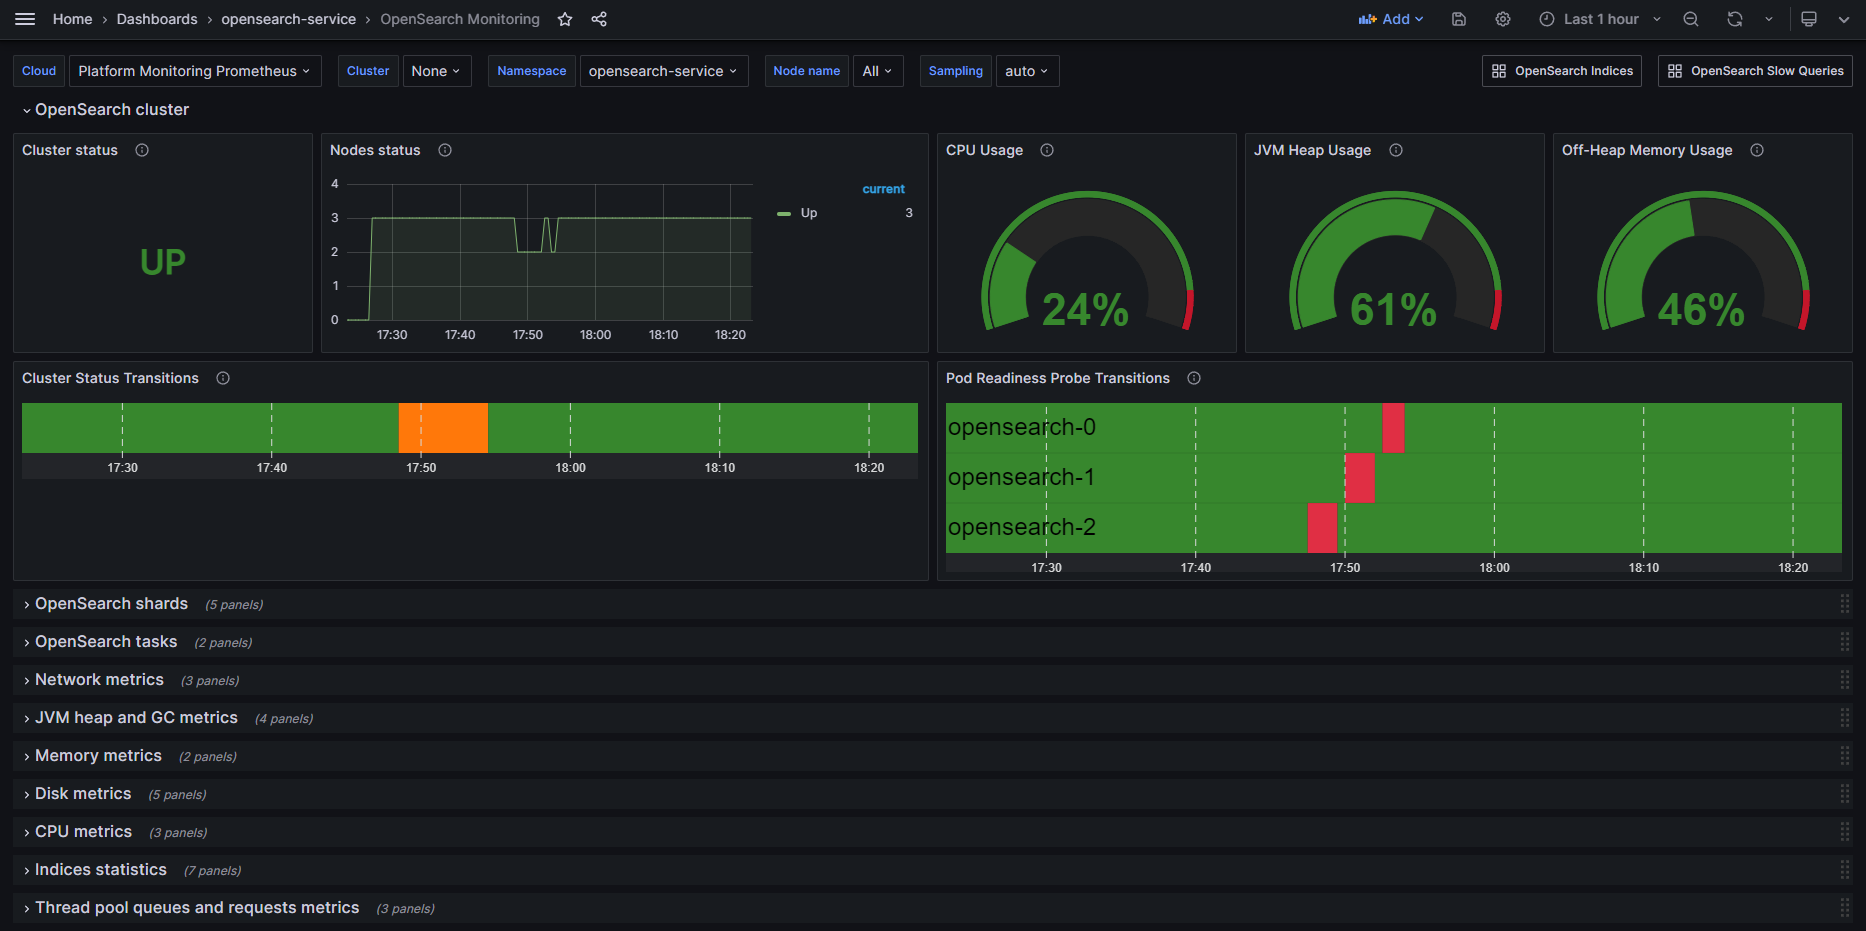 Home › Dashboards › opensearch-service › OpenSearch Monitoring Add Last 1 hour
Cloud Platform Monitoring Prometheus Cluster None Namespace opensearch-service Node name All Sampling auto OpenSearch Indices OpenSearch Slow Queries
OpenSearch cluster
Cluster status
UP
Nodes status
4
3
2
1
0
17:30 17:40 17:50 18:00 18:10 18:20
current
Up 3
CPU Usage
24%
JVM Heap Usage
61%
Off-Heap Memory Usage
46%
Cluster Status Transitions
17:30 17:40 17:50 18:00 18:10 18:20
Pod Readiness Probe Transitions
opensearch-0
opensearch-1
opensearch-2
17:30 17:40 17:50 18:00 18:10 18:20
OpenSearch shards (5 panels)
OpenSearch tasks (2 panels)
Network metrics (3 panels)
JVM heap and GC metrics (4 panels)
Memory metrics (2 panels)
Disk metrics (5 panels)
CPU metrics (3 panels)
Indices statistics (7 panels)
Thread pool queues and requests metrics (3 panels)